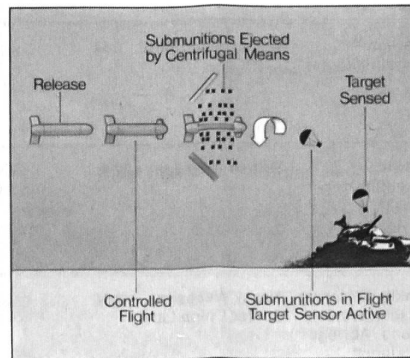 Submunitions Ejected
by Centrifugal Means
Release
Target
Sensed
Controlled
Flight
Submunitions in Flight
Target Sensor Active